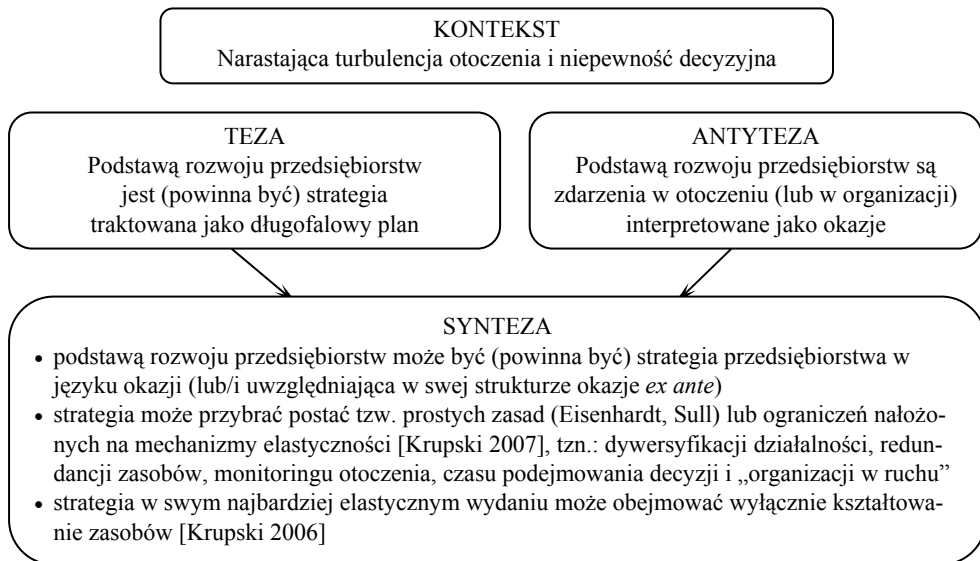 KONTEKST
Narastająca turbulencja otoczenia i niepewność decyzyjna
TEZA
Podstawą rozwoju przedsiębiorstw
jest (powinna być) strategia
traktowana jako długofalowy plan
ANTYTEZA
Podstawą rozwoju przedsiębiorstw są
zdarzenia w otoczeniu (lub w organizacji)
interpretowane jako okazje
SYNTEZA
• podstawą rozwoju przedsiębiorstw może być (powinna być) strategia przedsiębiorstwa w
języku okazji (lub/i uwzględniająca w swej strukturze okazje ex ante)
• strategia może przybrać postać tzw. prostych zasad (Eisenhardt, Sull) lub ograniczeń nałożo-
nych na mechanizmy elastyczności [Krupski 2007], tzn.: dywersyfikacji działalności, redun-
dancji zasobów, monitoringu otoczenia, czasu podejmowania decyzji i „organizacji w ruchu”
• strategia w swym najbardziej elastycznym wydaniu może obejmować wyłącznie kształtowa-
nie zasobów [Krupski 2006]